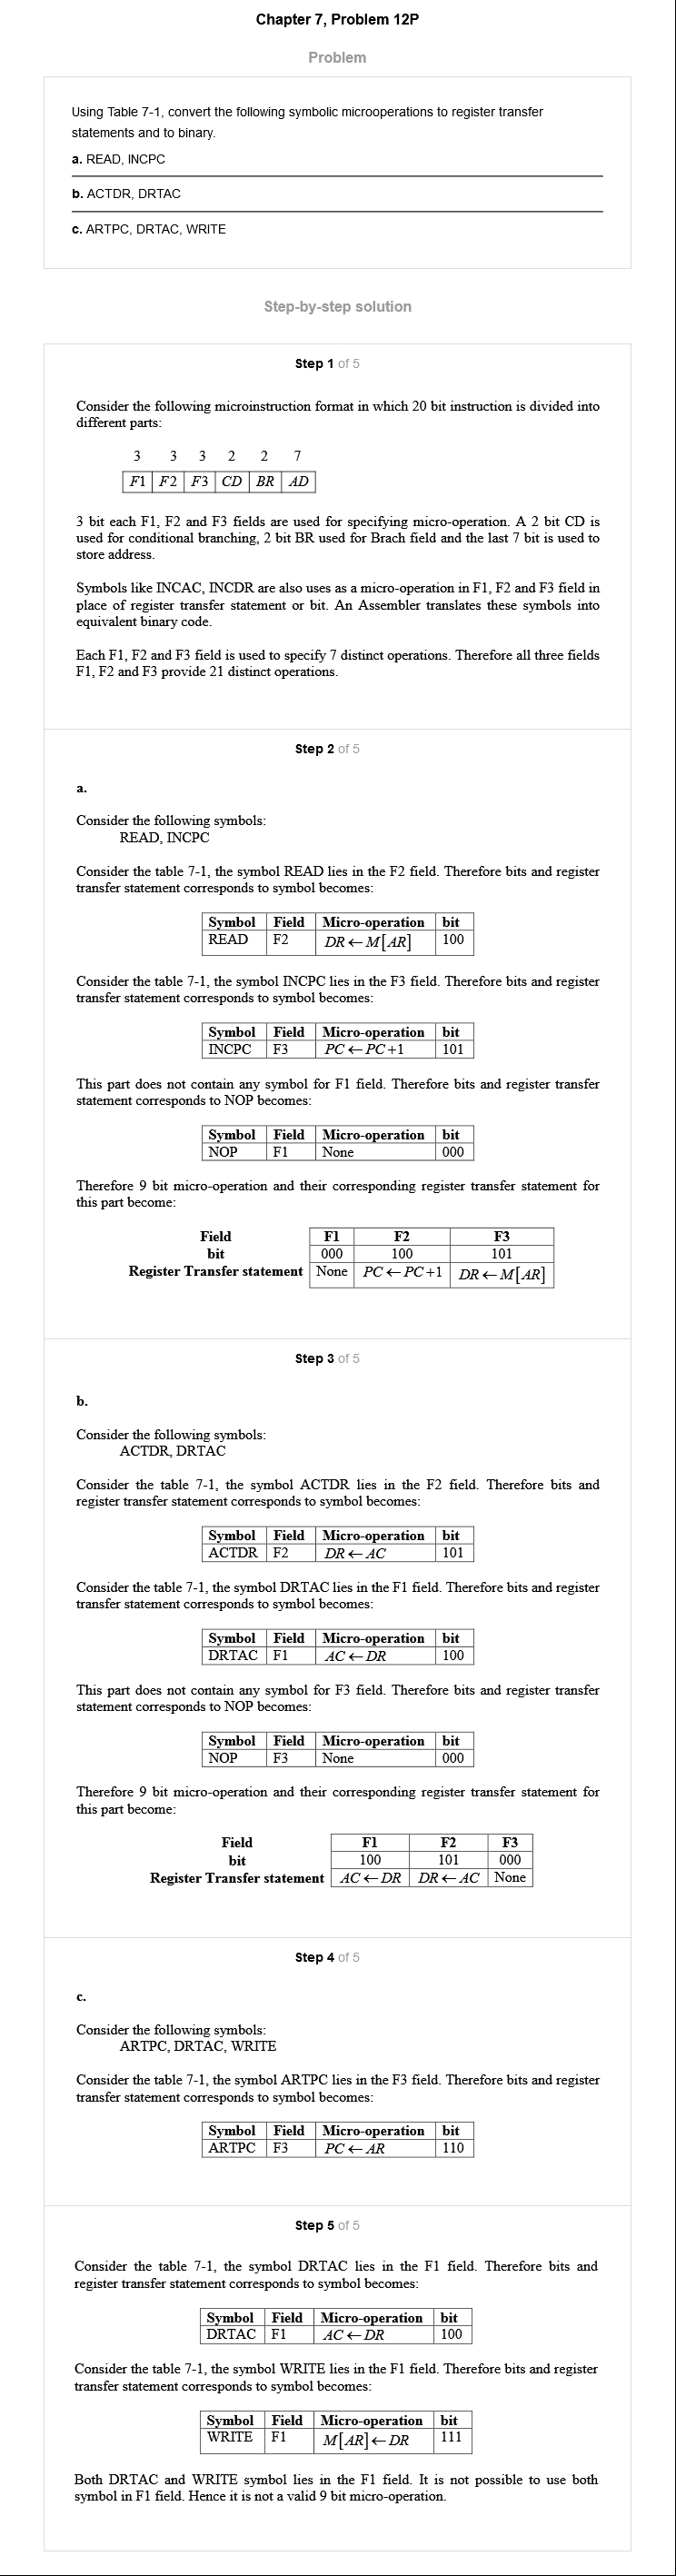 Chapter 7, Problem 12P
Problem
Using Table 7-1, convert the following symbolic microoperations to register transfer
statements and to binary.
a. READ, INCPC
b. ACTDR, DRTAC
c. ARTPC, DRTAC, WRITE
Step-by-step solution
Step 1 of 5
Consider the following microinstruction format in which 20 bit instruction is divided into
different parts:
3 3 3 2 2 7
F1 F2 F3 CD BR AD
3 bit each F1, F2 and F3 fields are used for specifying micro-operation. A 2 bit CD is
used for conditional branching, 2 bit BR used for Brach field and the last 7 bit is used to
store address.
Symbols like INCAC, INCDR are also uses as a micro-operation in F1, F2 and F3 field in
place of register transfer statement or bit. An Assembler translates these symbols into
equivalent binary code.
Each F1, F2 and F3 field is used to specify 7 distinct operations. Therefore all three fields
F1, F2 and F3 provide 21 distinct operations.
Step 2 of 5
a.
Consider the following symbols:
READ, INCPC
Consider the table 7-1, the symbol READ lies in the F2 field. Therefore bits and register
transfer statement corresponds to symbol becomes:
Symbol Field Micro-operation bit
READ F2 DR ← M[AR] 100
Consider the table 7-1, the symbol INCPC lies in the F3 field. Therefore bits and register
transfer statement corresponds to symbol becomes:
Symbol Field Micro-operation bit
INCPC F3 PC ← PC+1 101
This part does not contain any symbol for F1 field. Therefore bits and register transfer
statement corresponds to NOP becomes:
Symbol Field Micro-operation bit
NOP F1 None 000
Therefore 9 bit micro-operation and their corresponding register transfer statement for
this part become:
Field F1 F2 F3
bit 000 100 101
Register Transfer statement None PC ← PC+1 DR ← M[AR]
Step 3 of 5
b.
Consider the following symbols:
ACTDR, DRTAC
Consider the table 7-1, the symbol ACTDR lies in the F2 field. Therefore bits and
register transfer statement corresponds to symbol becomes:
Symbol Field Micro-operation bit
ACTDR F2 DR ← AC 101
Consider the table 7-1, the symbol DRTAC lies in the F1 field. Therefore bits and register
transfer statement corresponds to symbol becomes:
Symbol Field Micro-operation bit
DRTAC F1 AC ← DR 100
This part does not contain any symbol for F3 field. Therefore bits and register transfer
statement corresponds to NOP becomes:
Symbol Field Micro-operation bit
NOP F3 None 000
Therefore 9 bit micro-operation and their corresponding register transfer statement for
this part become:
Field F1 F2 F3
bit 100 101 000
Register Transfer statement AC ← DR DR ← AC None
Step 4 of 5
c.
Consider the following symbols:
ARTPC, DRTAC, WRITE
Consider the table 7-1, the symbol ARTPC lies in the F3 field. Therefore bits and register
transfer statement corresponds to symbol becomes:
Symbol Field Micro-operation bit
ARTPC F3 PC ← AR 110
Step 5 of 5
Consider the table 7-1, the symbol DRTAC lies in the F1 field. Therefore bits and
register transfer statement corresponds to symbol becomes:
Symbol Field Micro-operation bit
DRTAC F1 AC ← DR 100
Consider the table 7-1, the symbol WRITE lies in the F1 field. Therefore bits and register
transfer statement corresponds to symbol becomes:
Symbol Field Micro-operation bit
WRITE F1 M[AR] ← DR 111
Both DRTAC and WRITE symbol lies in the F1 field. It is not possible to use both
symbol in F1 field. Hence it is not a valid 9 bit micro-operation.